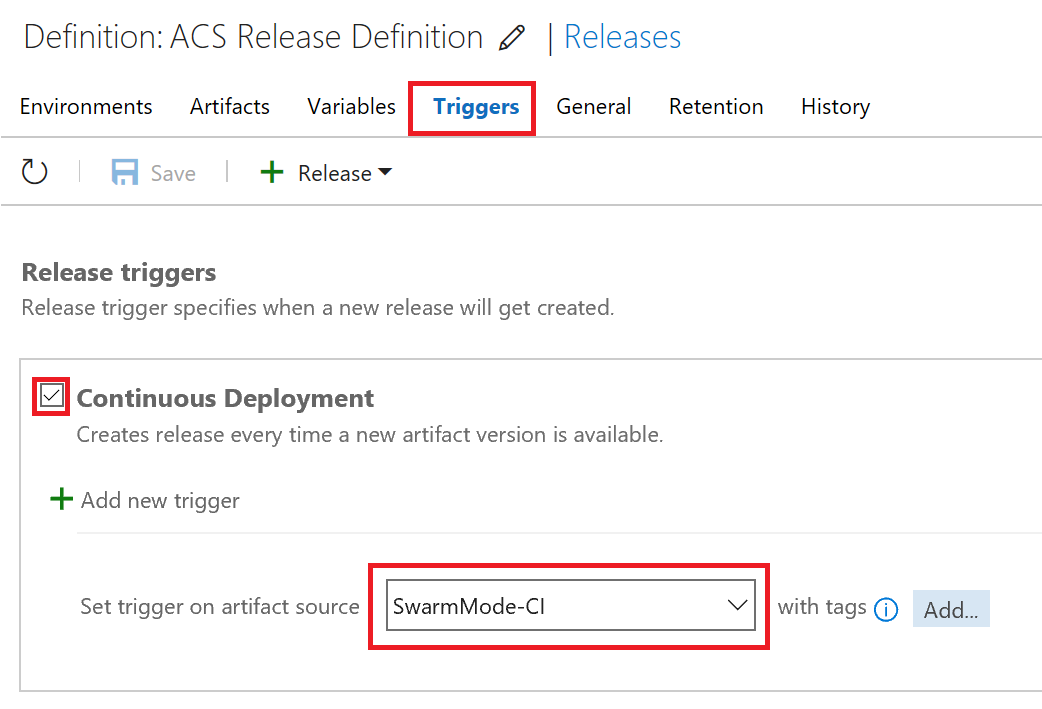 Definition: ACS Release Definition | Releases
Environments Artifacts Variables Triggers General Retention History
Save Release
Release triggers
Release trigger specifies when a new release will get created.
Continuous Deployment
Creates release every time a new artifact version is available.
Add new trigger
Set trigger on artifact source SwarmMode-CI with tags Add...